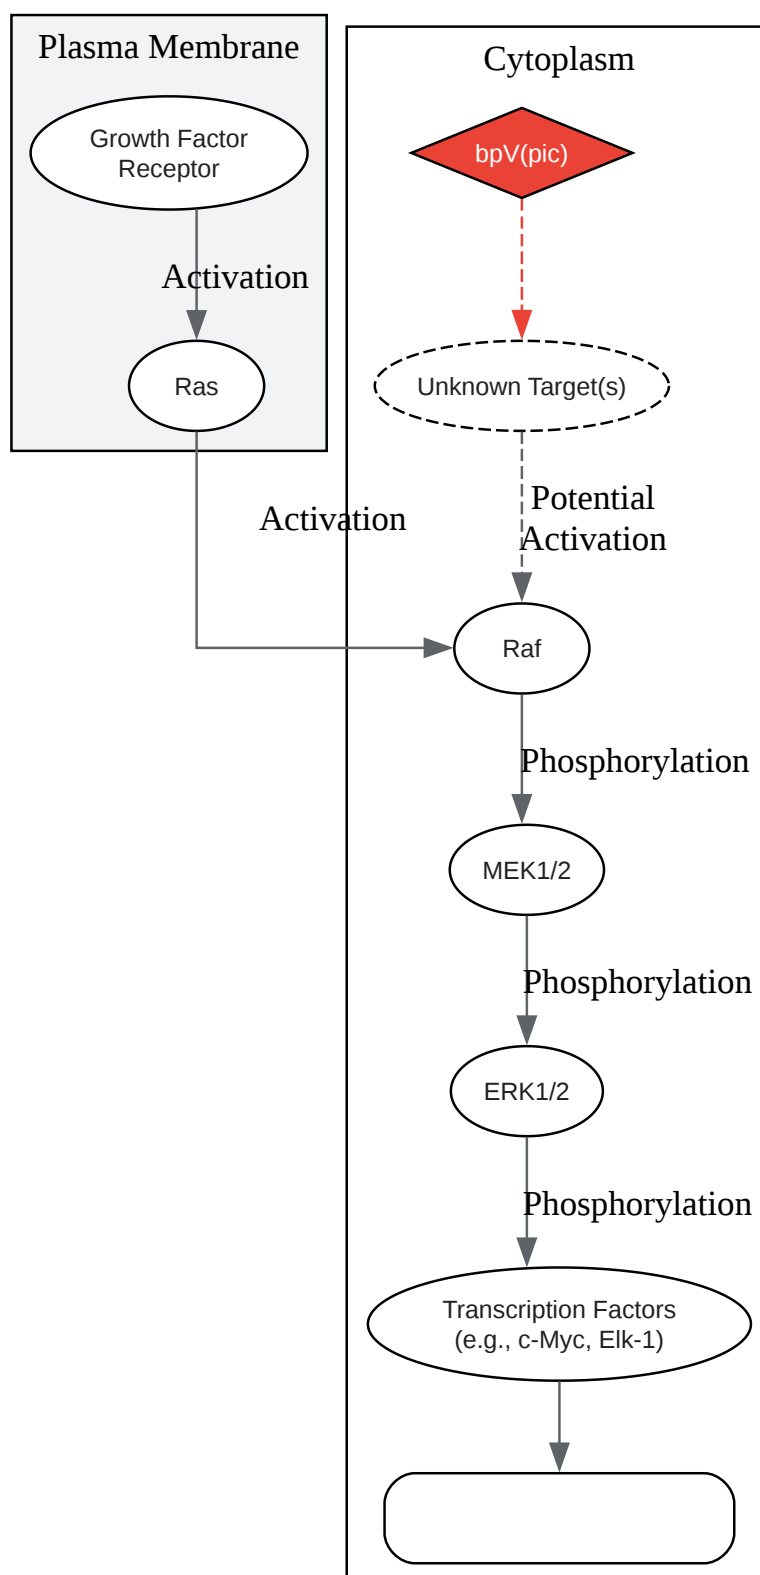 Plasma Membrane
Growth Factor
Receptor
Activation
Ras
Activation
Cytoplasm
bpV(pic)
Unknown Target(s)
Potential
Activation
Raf
Phosphorylation
MEK1/2
Phosphorylation
ERK1/2
Phosphorylation
Transcription Factors
(e.g., c-Myc, Elk-1)